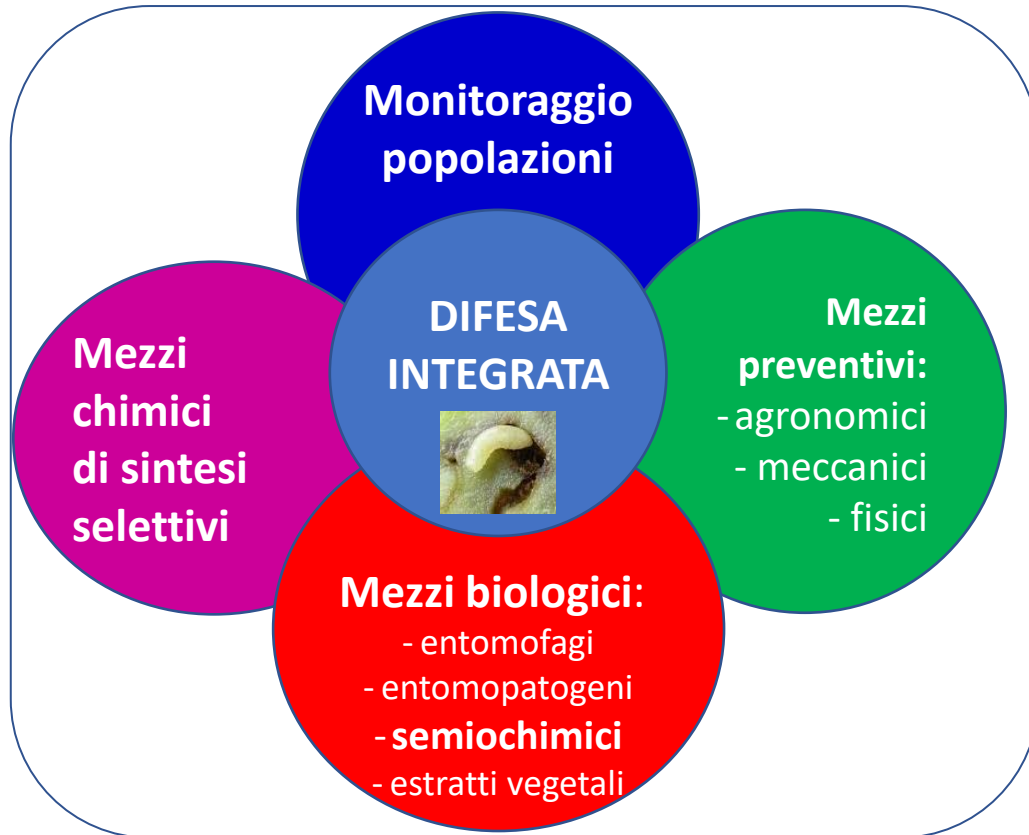 Monitoraggio
popolazioni
DIFESA
INTEGRATA
Mezzi
chimici
di sintesi
selettivi
Mezzi
preventivi:
- agronomici
- meccanici
- fisici
Mezzi biologici:
- entomofagi
- entomopatogeni
- semiochimici
- estratti vegetali